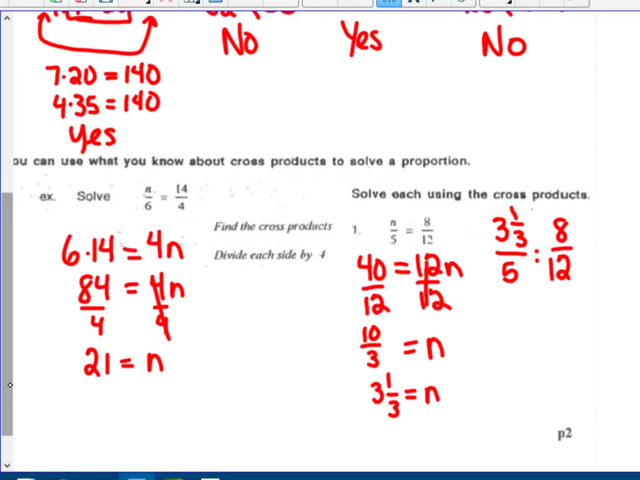 No Yes No
7·20 = 140
4·35 = 140
Yes
ou can use what you know about cross products to solve a proportion.
ex. Solve n/6 = 14/4
Find the cross products
Divide each side by 4
6·14 = 4n
84/4 = 4n/4
21 = n
Solve each using the cross products.
1. n/5 = 8/12
3 1/3/5 : 8/12
40/12 = 12n/12
10/3 = n
3 1/3 = n
p2